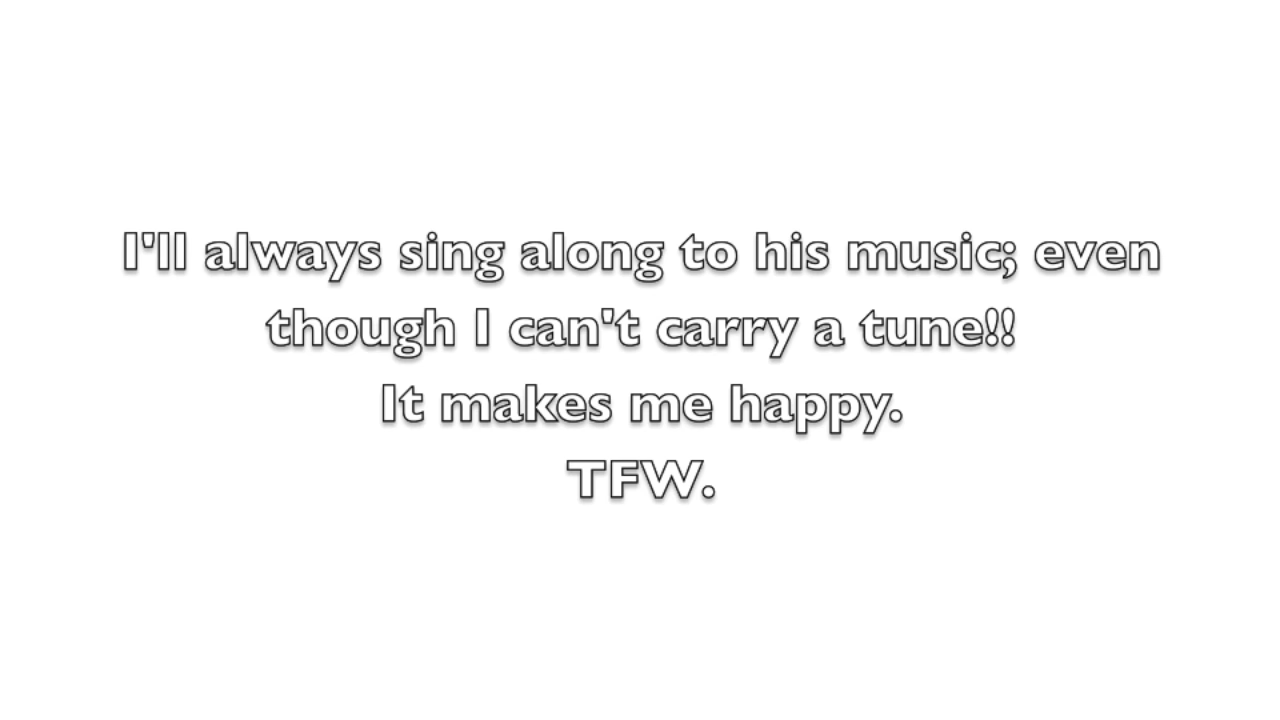 I'll always sing along to his music; even
though I can't carry a tune!!
It makes me happy.
TFW.